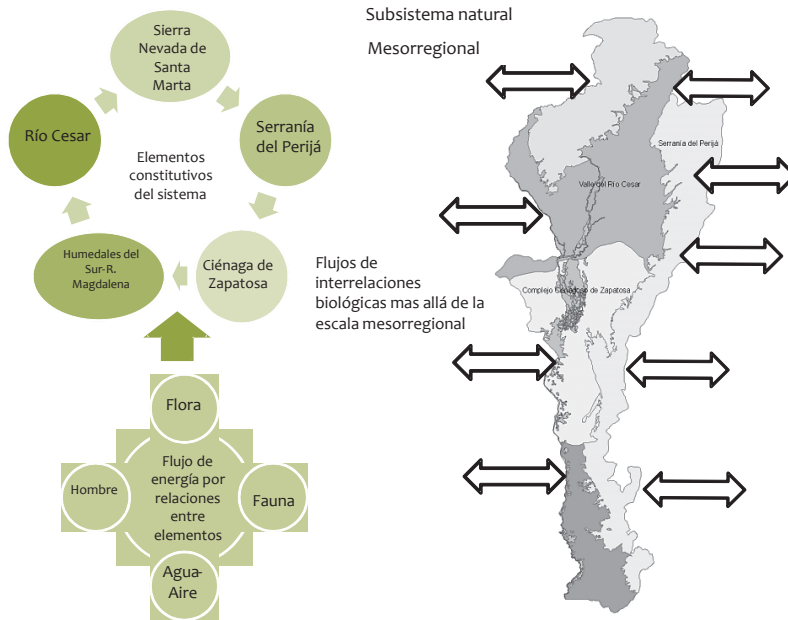 Subsistema natural
Mesorregional
Sierra
Nevada de
Santa
Marta
Río Cesar
Serranía
del Perijá
Elementos
constitutivos
del sistema
Humedales del
Sur-R.
Magdalena
Ciénaga de
Zapatosa
Flujos de
interrelaciones
biológicas mas allá de la
escala mesorregional
Flora
Hombre
Flujo de
energía por
relaciones
entre
elementos
Fauna
Agua-
Aire
Serranía del Perijá
Valle del Río Cesar
Complejo Cenagoso de Zapatosa